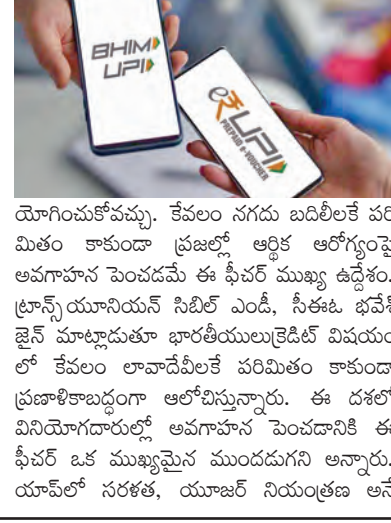 BHIM
UPI
e₹UPI
PREPAID e-VOUCHER
యోగించుకోవచ్చు. కేవలం నగదు బదిలీలకే పరి
మితం కాకుండా ప్రజల్లో ఆర్థిక ఆరోగ్యంపై
అవగాహన పెంచడమే ఈ ఫీచర్ ముఖ్య ఉద్దేశం.
ట్రాన్స్‌యూనియన్ సిబిల్ ఎండీ, సీఈఓ భవేశ్
జైన్ మాట్లాడుతూ భారతీయులుక్రెడిట్ విషయం
లో కేవలం లావాదేవీలకే పరిమితం కాకుండా
ప్రణాళికాబద్ధంగా ఆలోచిస్తున్నారు. ఈ దశలో
వినియోగదారుల్లో అవగాహన పెంచడానికి ఈ
ఫీచర్ ఒక ముఖ్యమైన ముందడుగని అన్నారు.
యాప్‌లో సరళత, యూజర్ నియంత్రణ అనే